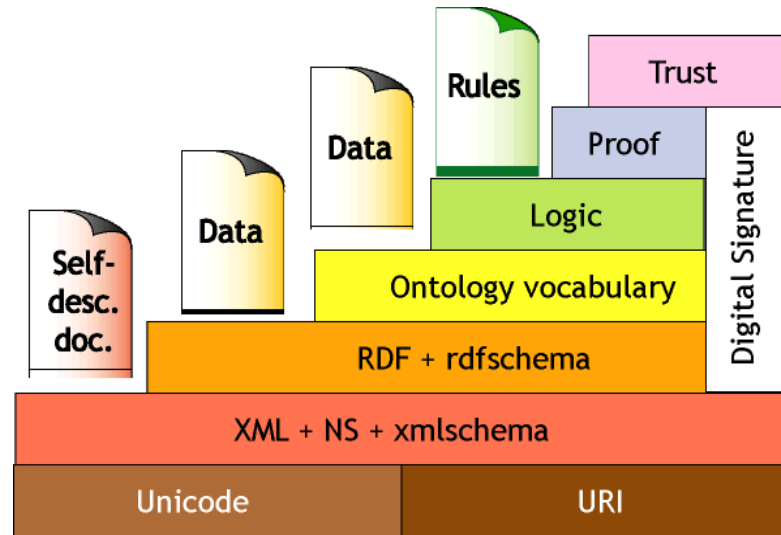 Rules
Trust
Data
Proof
Data
Logic
Self-
desc.
doc.
Ontology vocabulary
Digital Signature
RDF + rdfschema
XML + NS + xmlschema
Unicode
URI